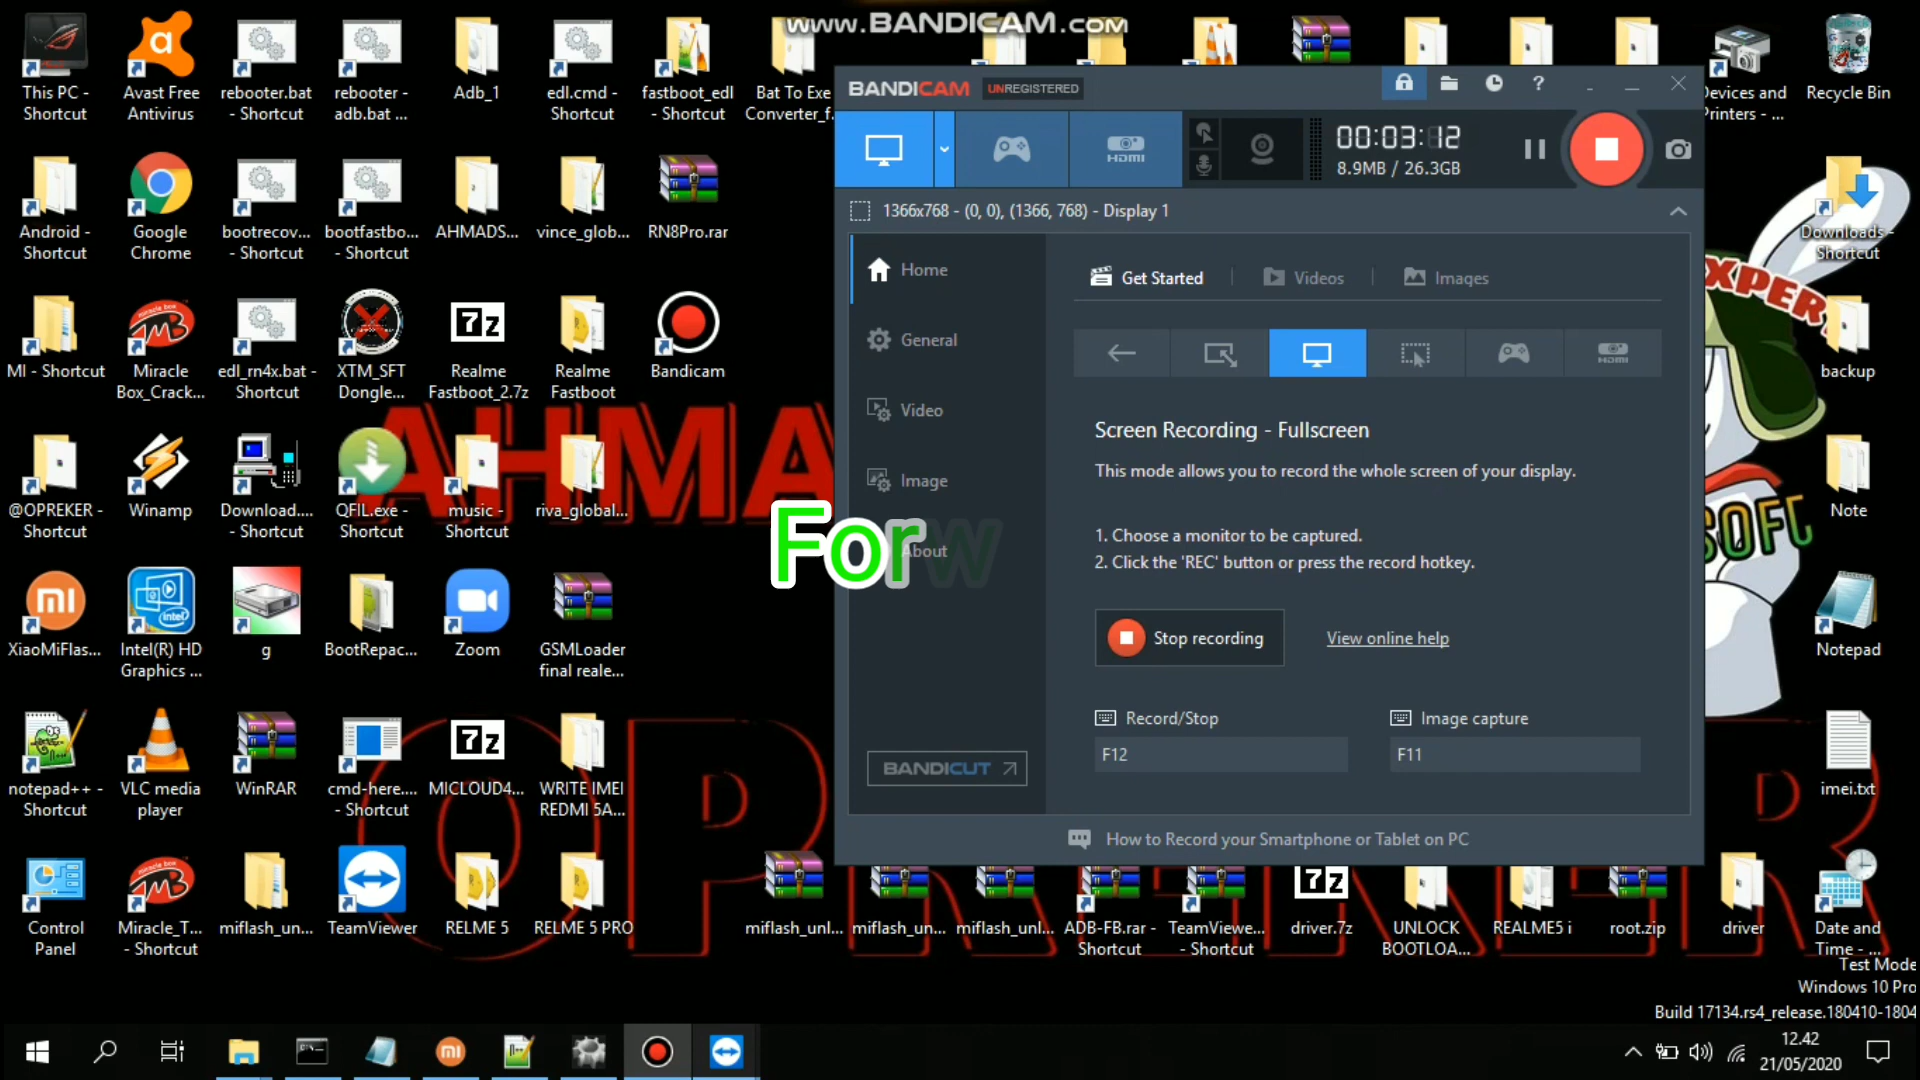 www.BANDICAM.com
This PC -
Shortcut
Avast Free
Antivirus
rebooter.bat
- Shortcut
rebooter -
adb.bat ...
Adb_1
edl.cmd -
Shortcut
fastboot_edl
- Shortcut
Bat To Exe
Converter_f...
BANDICAM UNREGISTERED
?
HDMI
00:03:12
8.9MB / 26.3GB
1366x768 - (0, 0), (1366, 768) - Display 1
Devices and
Printers - ...
Recycle Bin
Android -
Shortcut
Google
Chrome
bootrecov...
- Shortcut
bootfastbo...
- Shortcut
AHMADS...
vince_glob...
RN8Pro.rar
Downloads -
Shortcut
MI - Shortcut
Miracle
Box_Crack...
edl_rn4x.bat -
Shortcut
XTM_SFT
Dongle...
Realme
Fastboot_2.7z
Realme
Fastboot
Bandicam
backup
Home
General
Video
Image
About
BANDICUT
Get Started
Videos
Images
HDMI
Screen Recording - Fullscreen
This mode allows you to record the whole screen of your display.
1. Choose a monitor to be captured.
2. Click the 'REC' button or press the record hotkey.
Stop recording
View online help
Record/Stop
F12
Image capture
F11
How to Record your Smartphone or Tablet on PC
Forw
AHMA
XPER
SOFT
@OPREKER -
Shortcut
Winamp
Download....
- Shortcut
QFIL.exe -
Shortcut
music -
Shortcut
riva_global...
Note
XiaoMiFlas...
Intel(R) HD
Graphics ...
g
BootRepac...
Zoom
GSMLoader
final reale...
Notepad
notepad++ -
Shortcut
VLC media
player
WinRAR
cmd-here....
- Shortcut
MICLOUD4...
WRITE IMEI
REDMI 5A...
imei.txt
OPREKER
Control
Panel
Miracle_T...
- Shortcut
miflash_un...
TeamViewer
RELME 5
RELME 5 PRO
miflash_unl...
miflash_un...
miflash_unl...
ADB-FB.rar -
Shortcut
TeamViewe...
- Shortcut
driver.7z
UNLOCK
BOOTLOA...
REALME5 i
root.zip
driver
Date and
Time - ...
Test Mode
Windows 10 Pro
Build 17134.rs4_release.180410-1804
12.42
21/05/2020